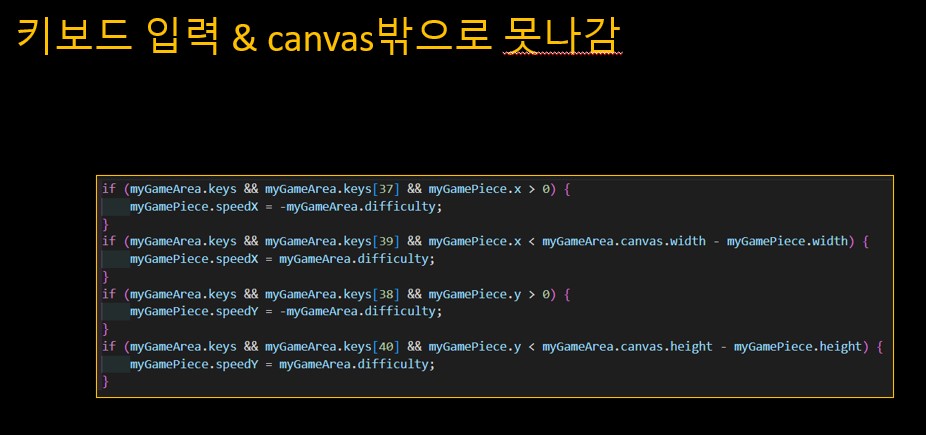 키보드 입력 & canvas밖으로 못나감
if (myGameArea.keys && myGameArea.keys[37] && myGamePiece.x > 0) {
    myGamePiece.speedX = -myGameArea.difficulty;
}
if (myGameArea.keys && myGameArea.keys[39] && myGamePiece.x < myGameArea.canvas.width - myGamePiece.width) {
    myGamePiece.speedX = myGameArea.difficulty;
}
if (myGameArea.keys && myGameArea.keys[38] && myGamePiece.y > 0) {
    myGamePiece.speedY = -myGameArea.difficulty;
}
if (myGameArea.keys && myGameArea.keys[40] && myGamePiece.y < myGameArea.canvas.height - myGamePiece.height) {
    myGamePiece.speedY = myGameArea.difficulty;
}